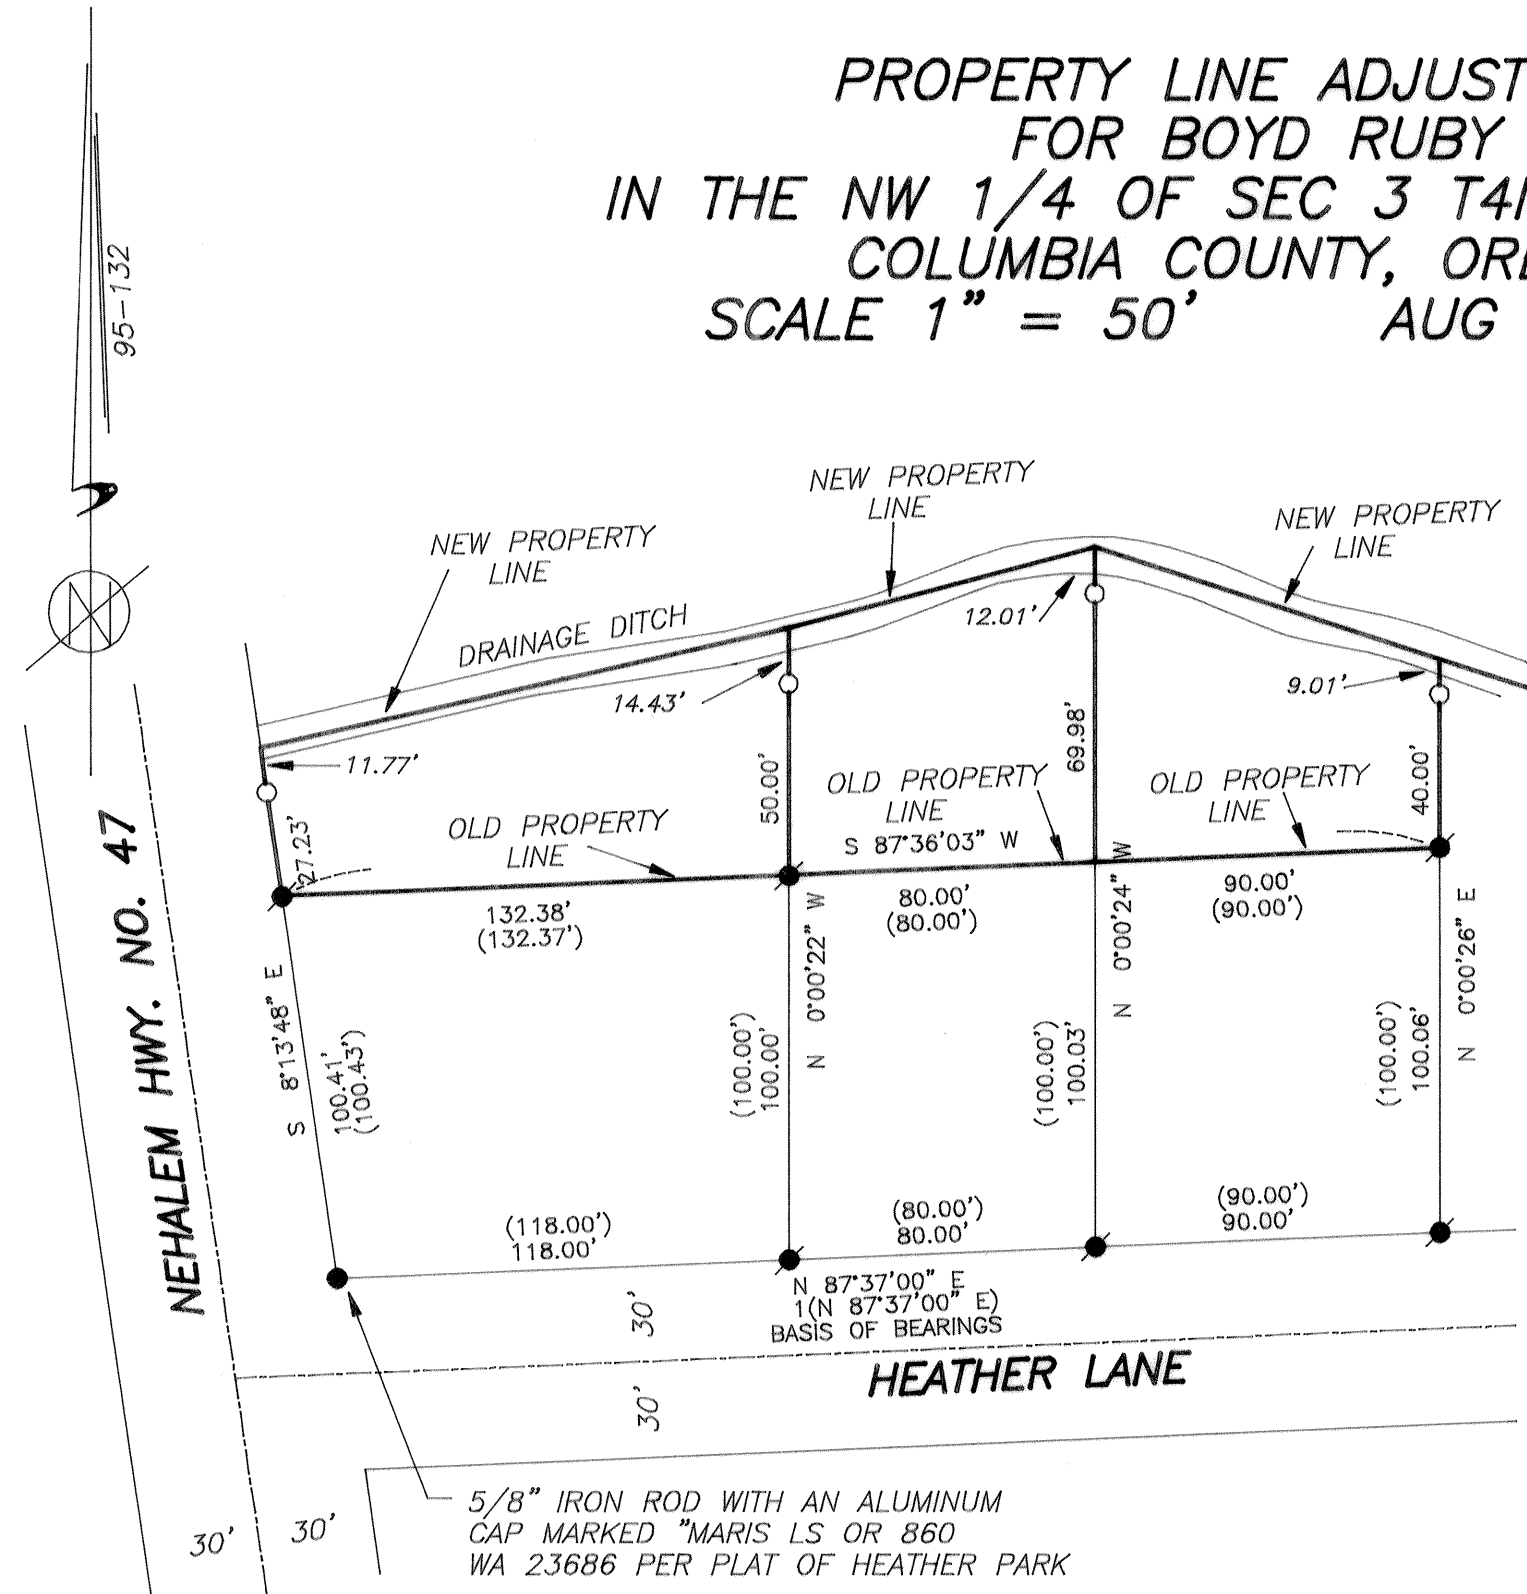 PROPERTY LINE ADJUST
FOR BOYD RUBY
IN THE NW 1/4 OF SEC 3 T4
COLUMBIA COUNTY, OR
SCALE 1" = 50' AUG
95-132
N
NEW PROPERTY
LINE
NEW PROPERTY
LINE
NEW PROPERTY
LINE
DRAINAGE DITCH
12.01'
14.43'
9.01'
11.77'
50.00'
69.98'
40.00'
27.23'
OLD PROPERTY
LINE
OLD PROPERTY
LINE
OLD PROPERTY
LINE
S 87°36'03" W
132.38'
(132.37')
80.00'
(80.00')
90.00'
(90.00')
NEHALEM HWY. NO. 47
S 8°13'48" E
100.41'
(100.43')
(100.00')
100.00'
N 0°00'22" W
(100.00')
100.03'
N 0°00'24" W
(100.00')
100.06'
N 0°00'26" E
(118.00')
118.00'
(80.00')
80.00'
(90.00')
90.00'
N 87°37'00" E
1(N 87°37'00" E)
BASIS OF BEARINGS
30'
HEATHER LANE
30'
5/8" IRON ROD WITH AN ALUMINUM
CAP MARKED "MARIS LS OR 860
WA 23686 PER PLAT OF HEATHER PARK
30'
30'